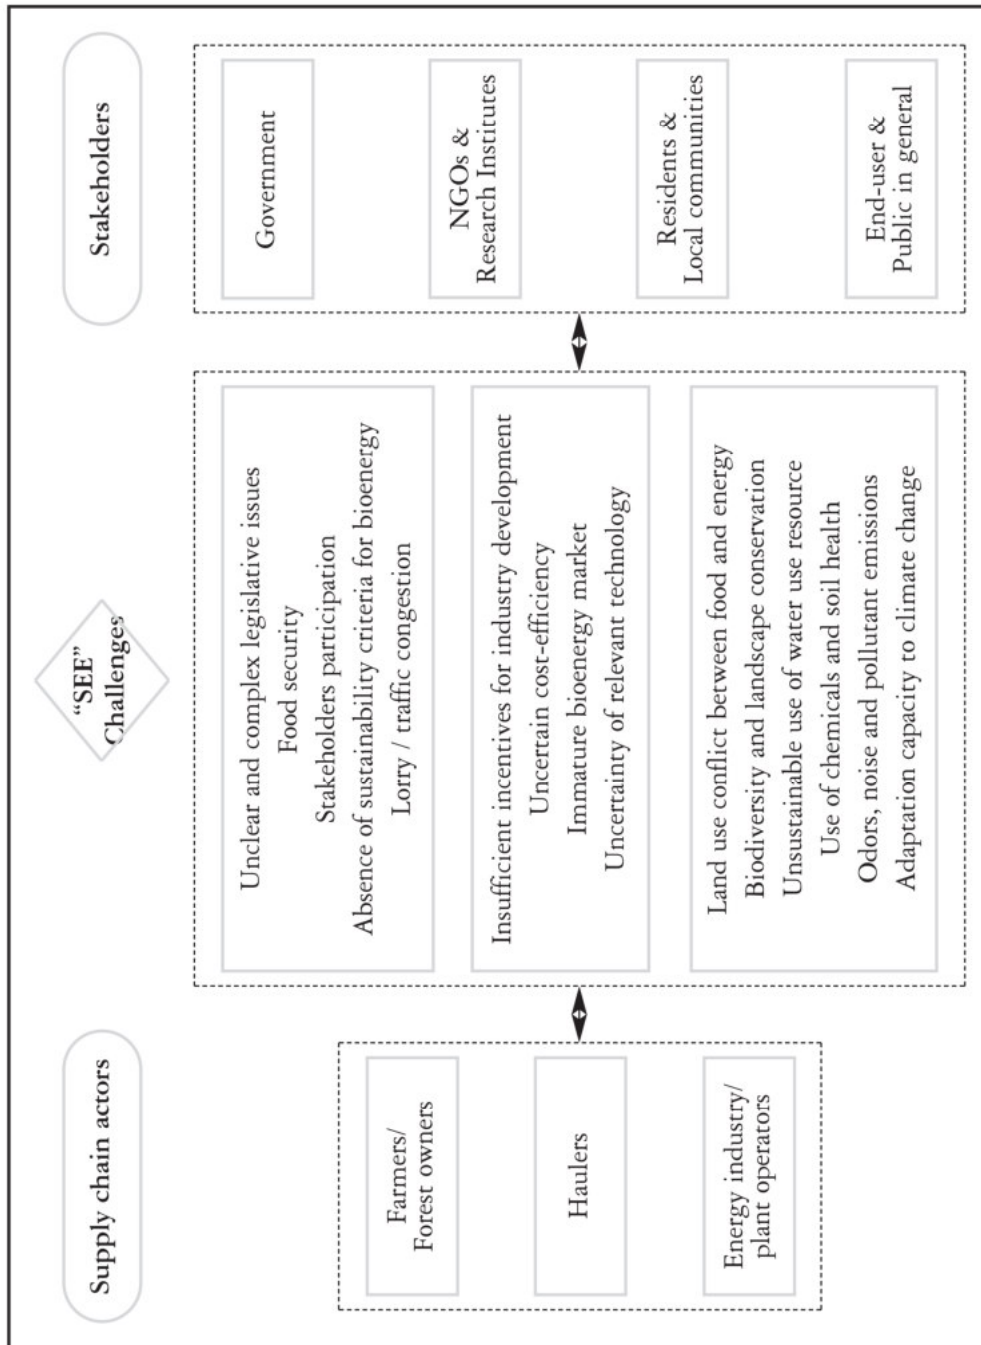 Supply chain actors
"SEE"
Challenges
Stakeholders
Farmers/
Forest owners
Haulers
Energy industry/
plant operators
Unclear and complex legislative issues
Food security
Stakeholders participation
Absence of sustainability criteria for bioenergy
Lorry / traffic congestion
Insufficient incentives for industry development
Uncertain cost-efficiency
Immature bioenergy market
Uncertainty of relevant technology
Land use conflict between food and energy
Biodiversity and landscape conservation
Unsustainable use of water use resource
Use of chemicals and soil health
Odors, noise and pollutant emissions
Adaptation capacity to climate change
Government
NGOs &
Research Institutes
Residents &
Local communities
End-user &
Public in general